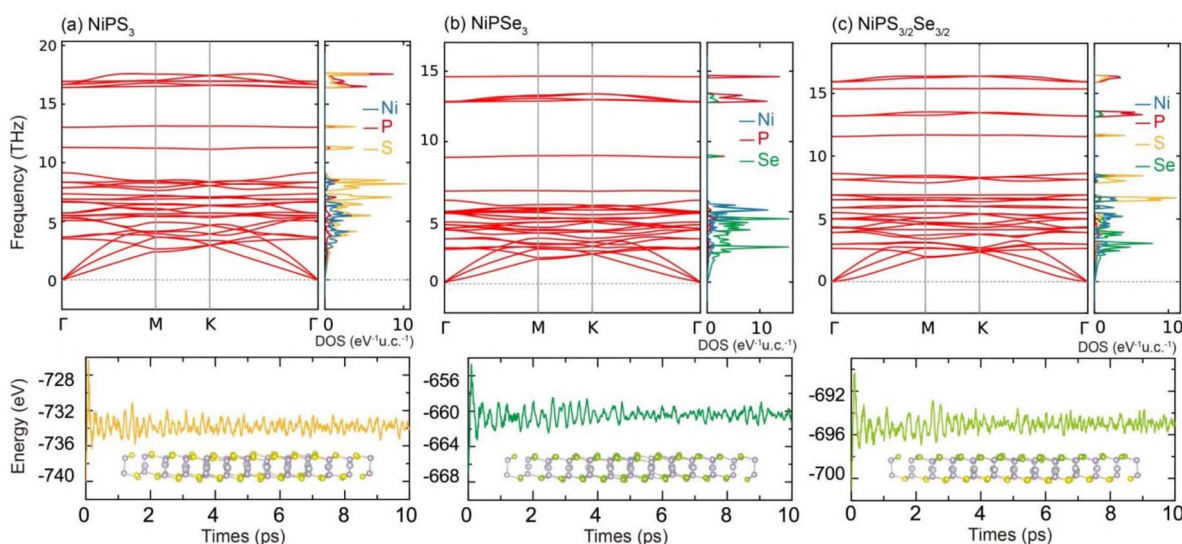 (a) NiPS₃
(b) NiPSe₃
(c) NiPS₃/₂Se₃/₂
Frequency (THz)
20
15
10
5
0
Ni
P
S
Γ
M
K
Γ
0
10
DOS (eV⁻¹u.c.⁻¹)
15
10
5
0
Ni
P
Se
Γ
M
K
Γ
0
10
DOS (eV⁻¹u.c.⁻¹)
15
10
5
0
Ni
P
S
Se
Γ
M
K
Γ
0
10
DOS (eV⁻¹u.c.⁻¹)
Energy (eV)
-728
-732
-736
-740
0
2
4
6
8
10
Times (ps)
-656
-660
-664
-668
0
2
4
6
8
10
Times (ps)
-692
-696
-700
0
2
4
6
8
10
Times (ps)